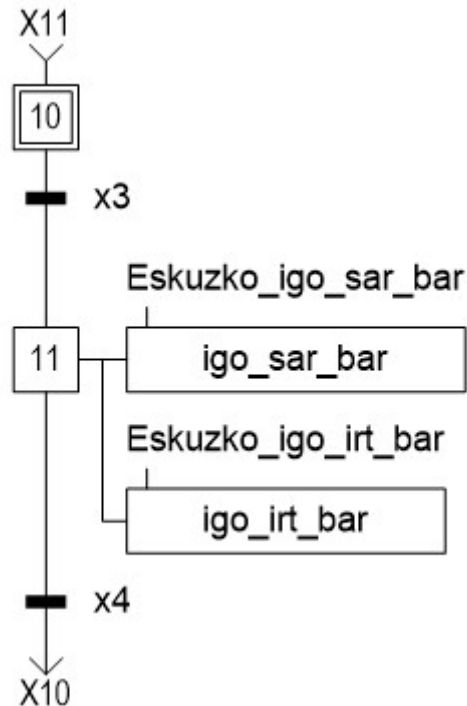 X11
10
x3
Eskuzko_igo_sar_bar
11
igo_sar_bar
Eskuzko_igo_irt_bar
igo_irt_bar
x4
X10